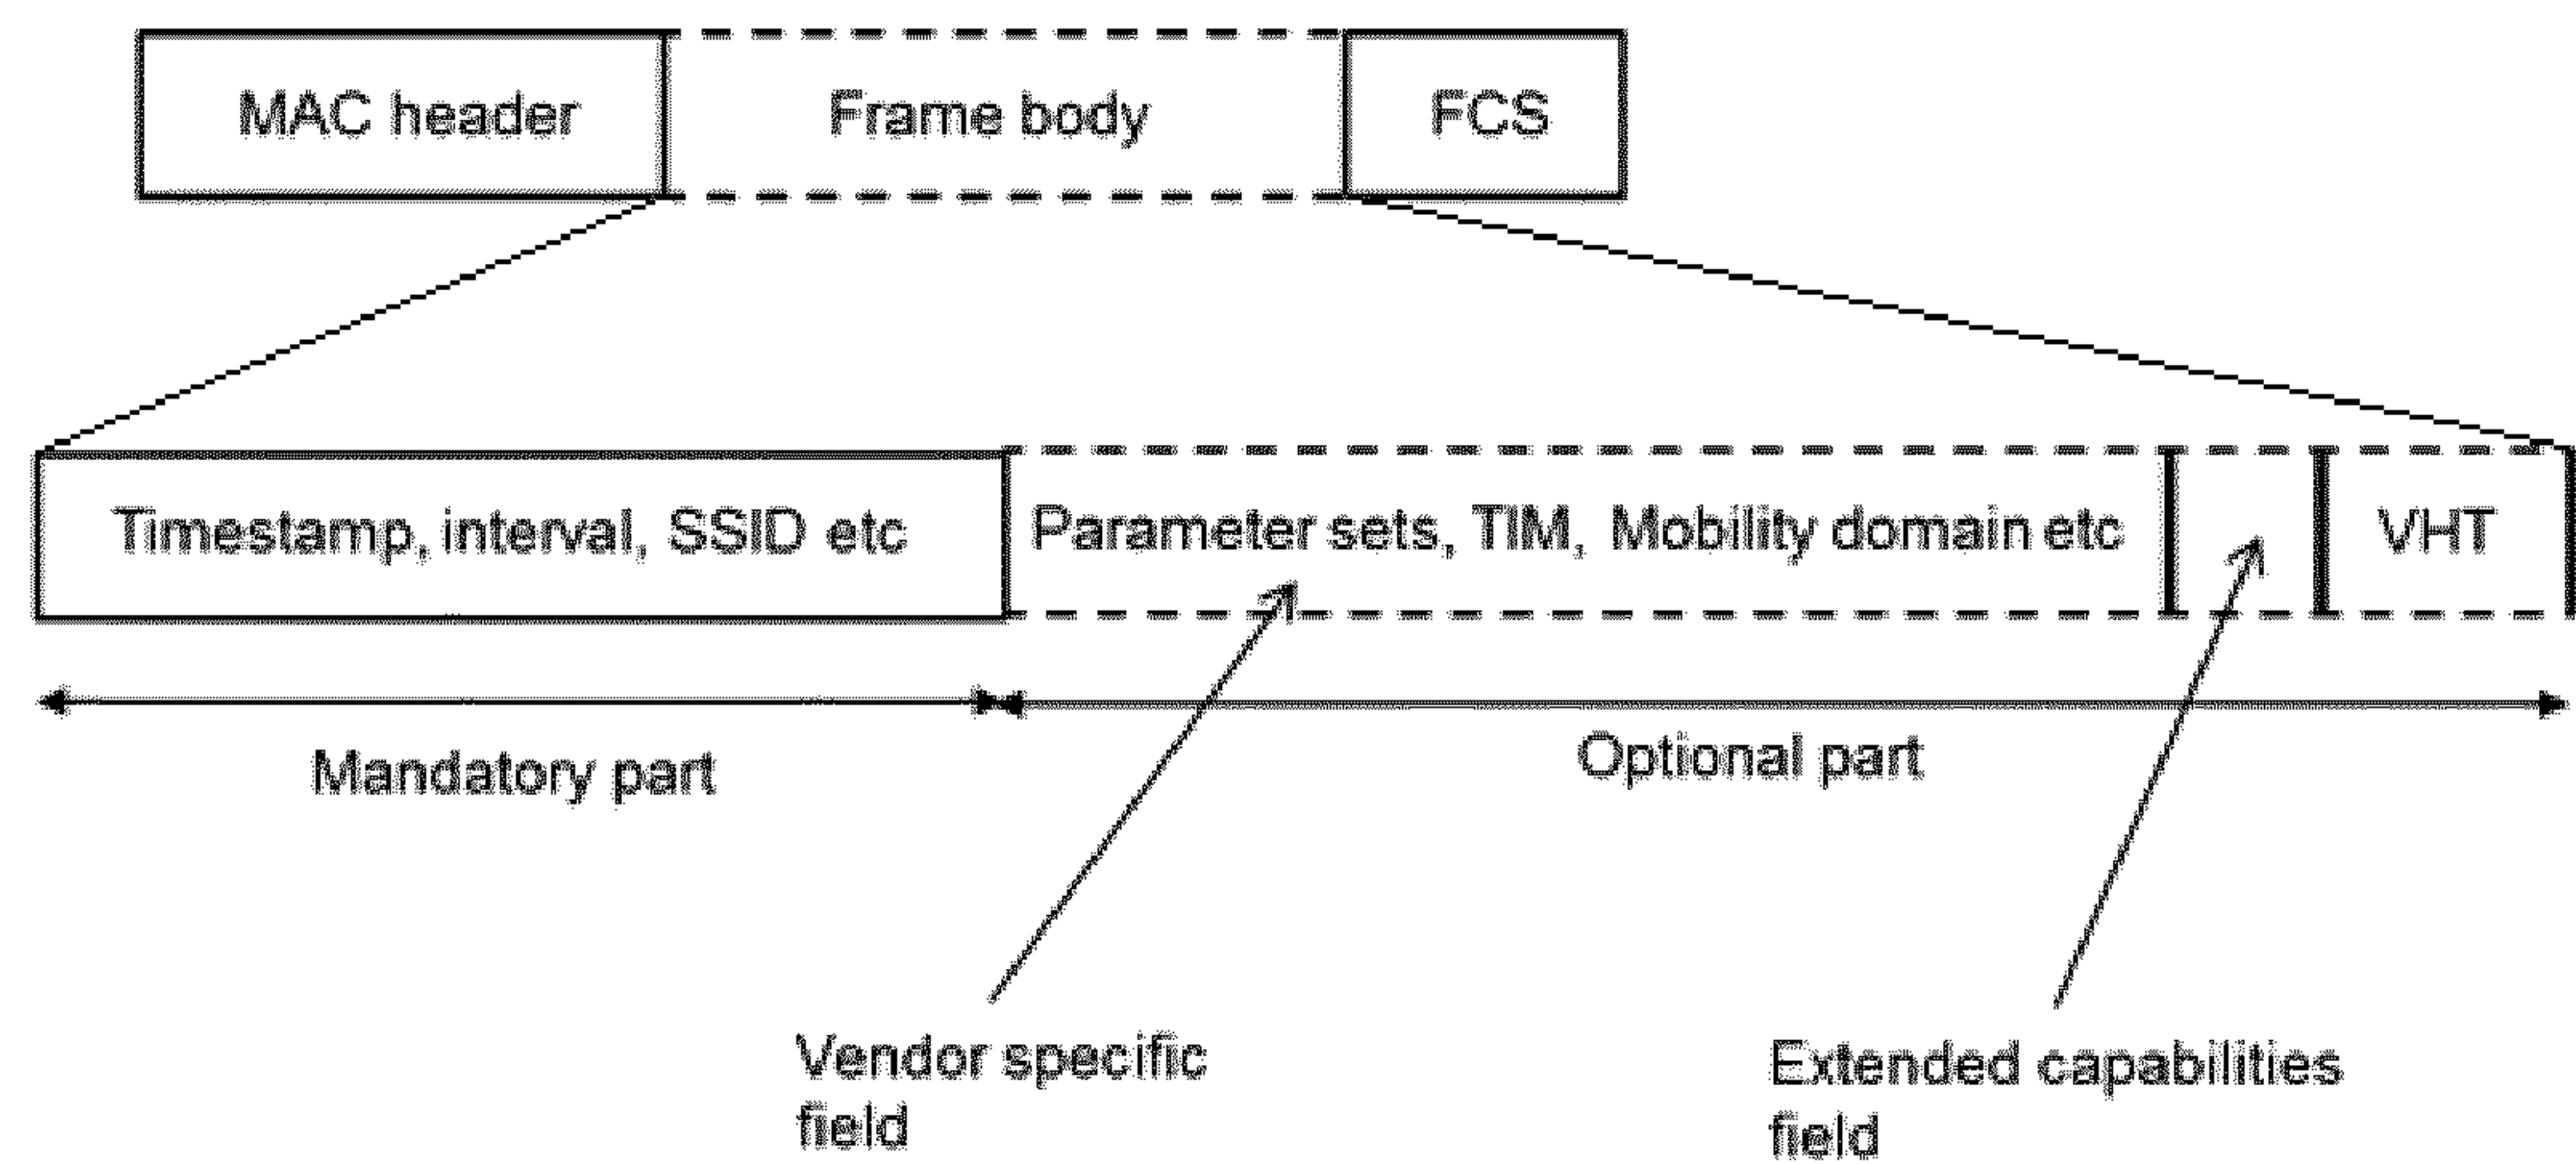 MAC header
Frame body
FCS
Timestamp, interval, SSID etc
Parameter sets, TIM, Mobility domain etc
VHT
Mandatory part
Optional part
Vendor specific
field
Extended capabilities
field